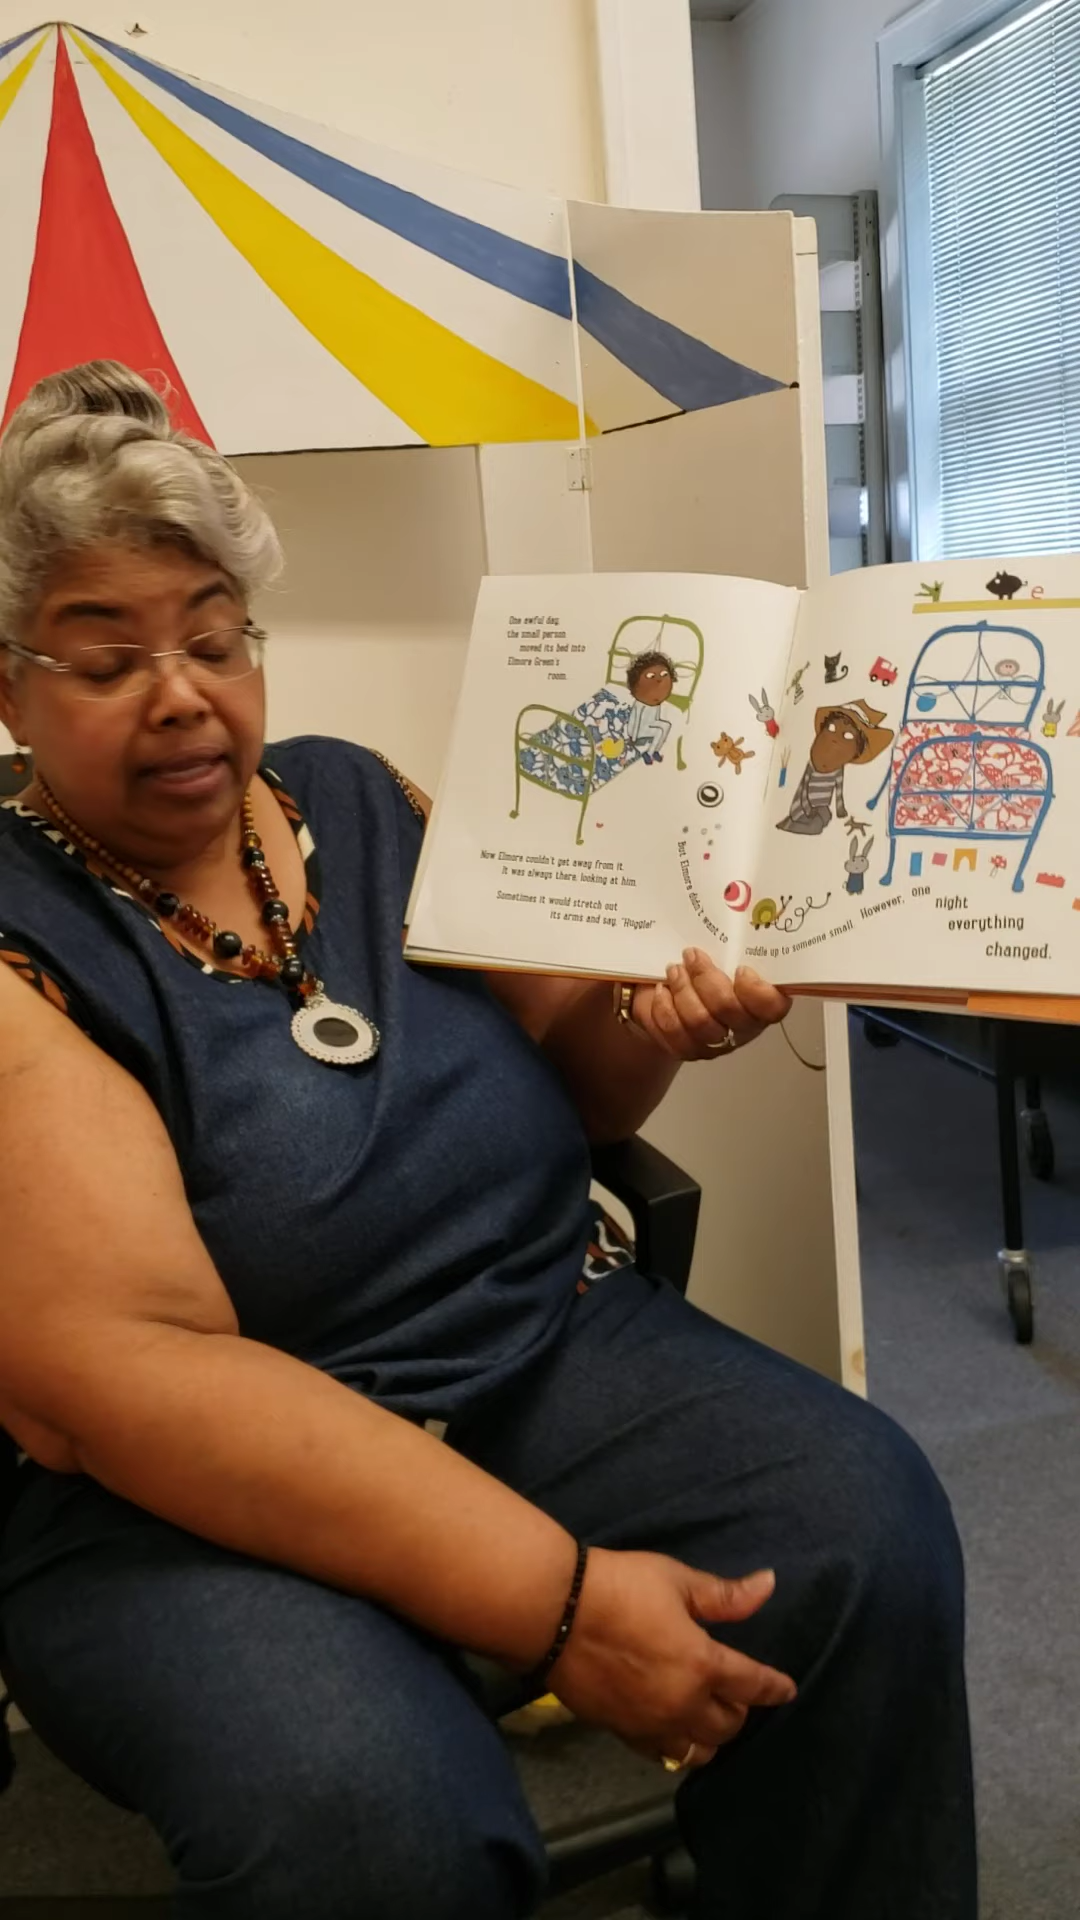 One awful day,
the small person
moved its bed into
Elmore Green's
room.
Now Elmore couldn't get away from it.
It was always there, looking at him.
Sometimes it would stretch out
its arms and say, "Huggle!"
But Elmore didn't want to
cuddle up to someone small. However, one
night
everything
changed.
e